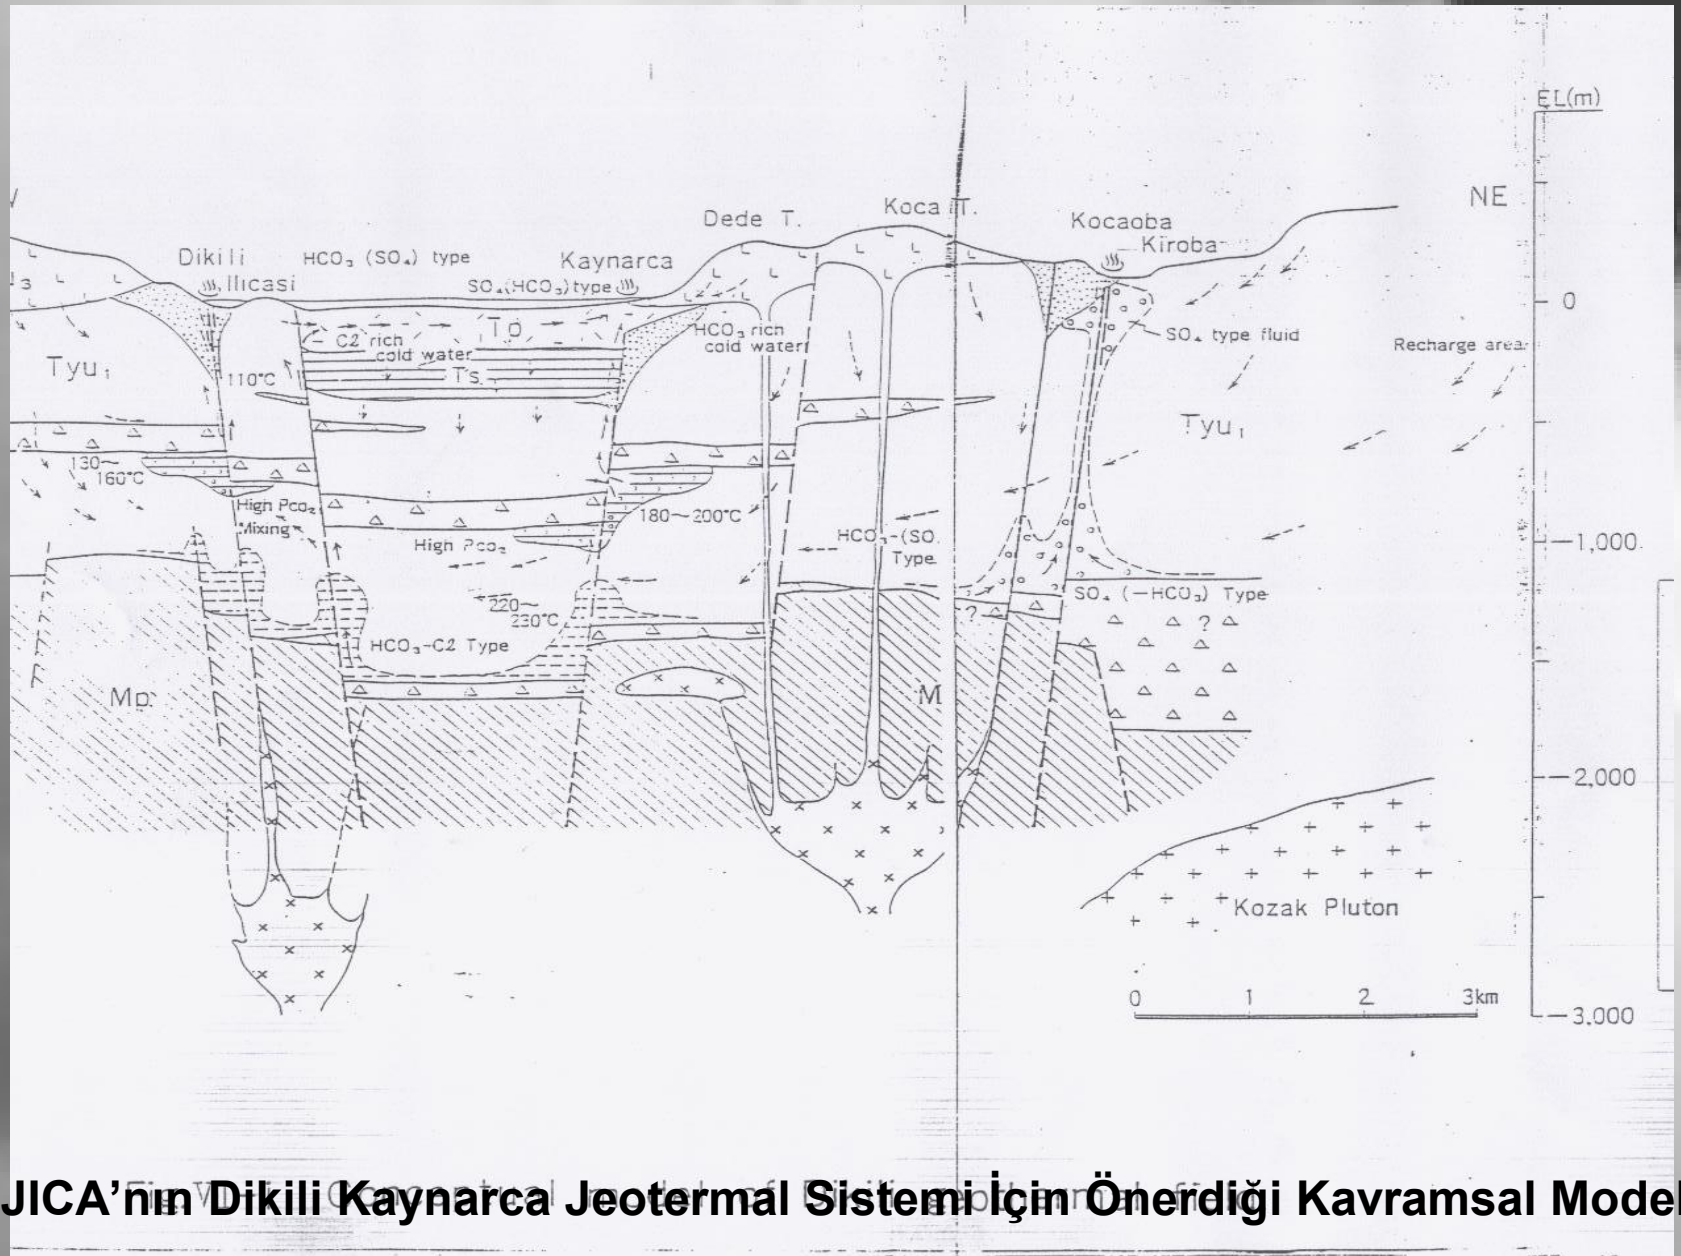 EL(m)
NE
Koca T.
Dede T.
Kocaoba
Kiroba
Dikili
HCO₃ (SO₄) type
Kaynarca
Ilıcasi
SO₄(HCO₃)type
3
0
HCO₃ rich
cold water
C2 rich
cold water
SO₄ type fluid
Recharge area
Tyu₁
110°C
Ts
Tyu₁
130~
160°C
High Pco₂
Mixing
180~200°C
High Pco₂
HCO₃-(SO
Type
-1,000
220~
230°C
SO₄ (-HCO₃) Type
?
?
HCO₃-C2 Type
M
-2,000
Kozak Pluton
0 1 2 3km
-3.000
JICA’nın Dikili Kaynarca Jeotermal Sistemi İçin Önerdiği Kavramsal Model